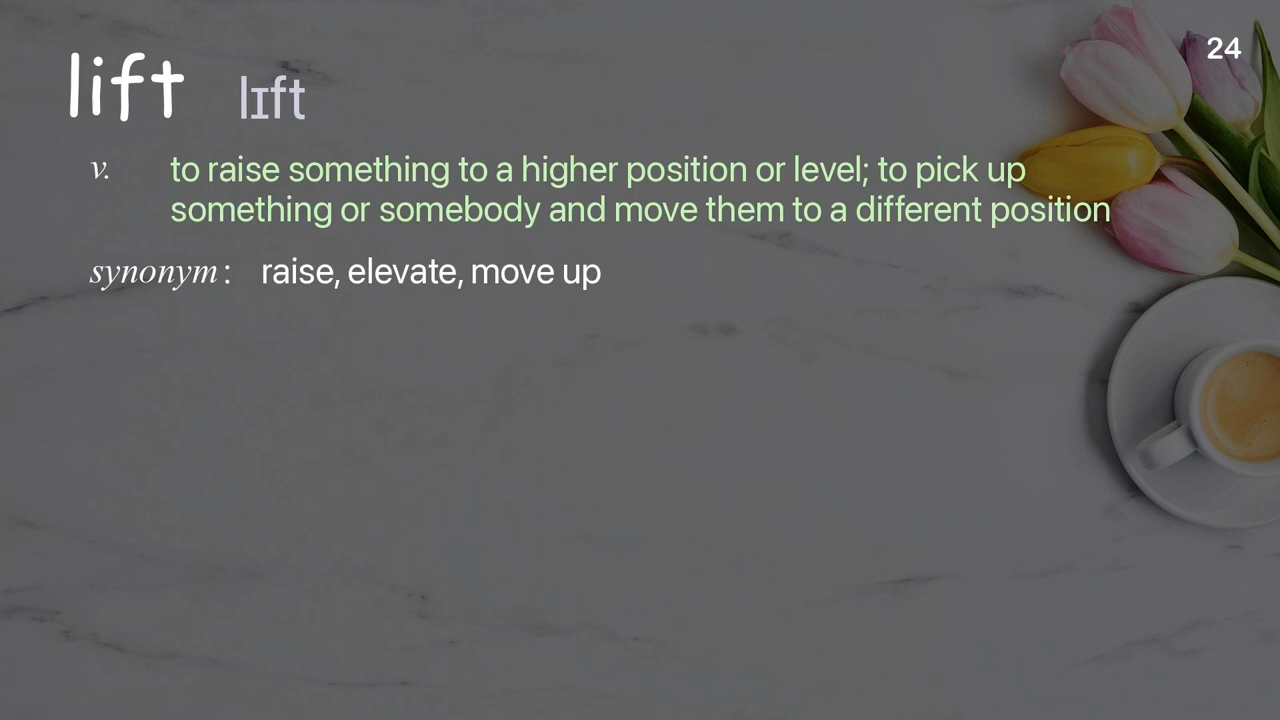 24
lift lɪft
v. to raise something to a higher position or level; to pick up
something or somebody and move them to a different position
synonym : raise, elevate, move up